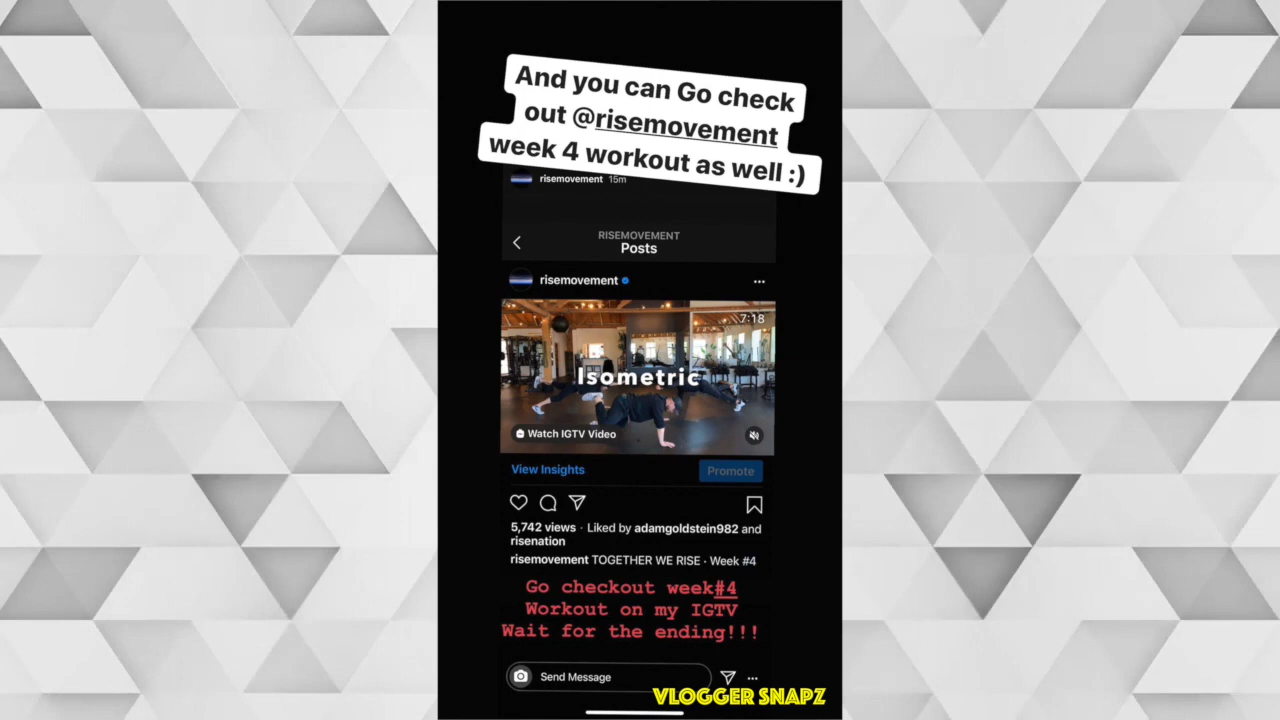 And you can Go check
out @risemovement
week 4 workout as well :)
risemovement 15m
RISEMOVEMENT
Posts
risemovement
7:18
Isometric
Watch IGTV Video
View Insights
Promote
5,742 views · Liked by adamgoldstein982 and
risenation
risemovement TOGETHER WE RISE · Week #4
Go checkout week#4
Workout on my IGTV
Wait for the ending!!!
Send Message
VLOGGER SNAPZ